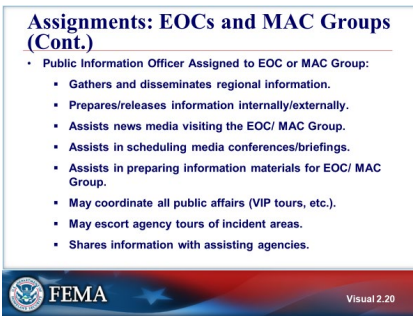 Assignments: EOCs and MAC Groups
(Cont.)
• Public Information Officer Assigned to EOC or MAC Group:
▪ Gathers and disseminates regional information.
▪ Prepares/releases information internally/externally.
▪ Assists news media visiting the EOC/ MAC Group.
▪ Assists in scheduling media conferences/briefings.
▪ Assists in preparing information materials for EOC/ MAC
Group.
▪ May coordinate all public affairs (VIP tours, etc.).
▪ May escort agency tours of incident areas.
▪ Shares information with assisting agencies.
FEMA
Visual 2.20